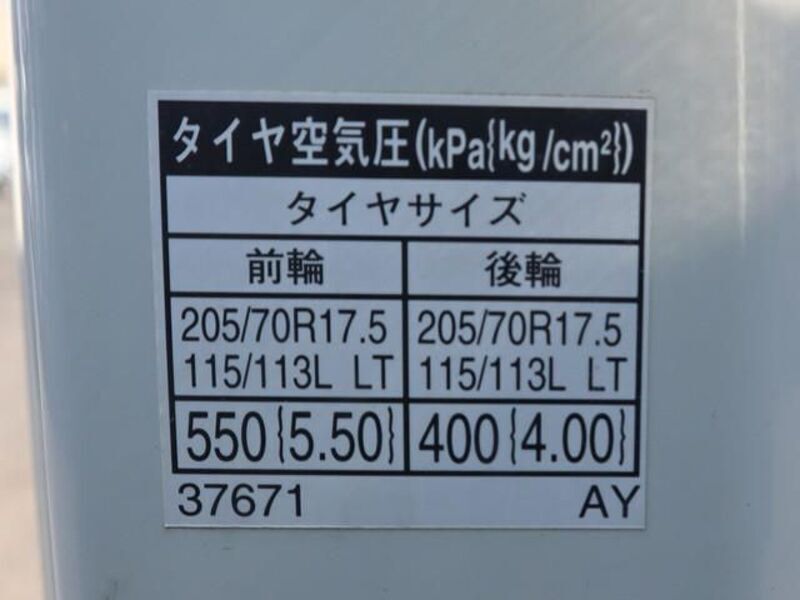 タイヤ空気圧(kPa{kg/cm²})
タイヤサイズ
前輪 後輪
205/70R17.5 205/70R17.5
115/113L LT 115/113L LT
550{5.50} 400{4.00}
37671 AY